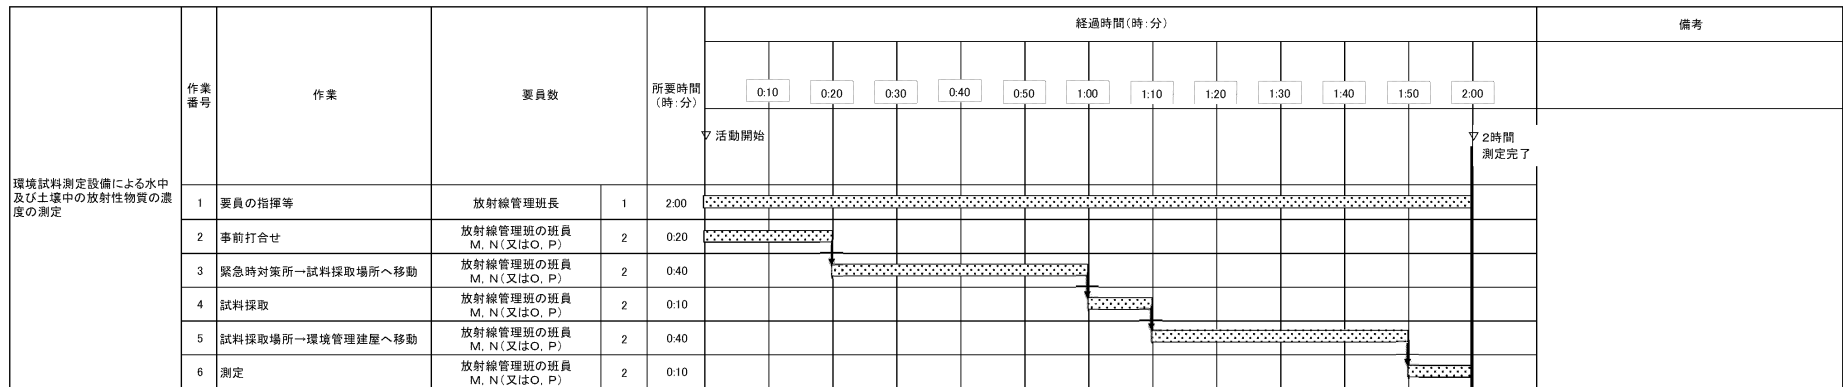 経過時間(時:分)
備考
作業
番号
作業
要員数
所要時間
(時:分)
0:10
0:20
0:30
0:40
0:50
1:00
1:10
1:20
1:30
1:40
1:50
2:00
▽ 活動開始
▽ 2時間
測定完了
環境試料測定設備による水中
及び土壌中の放射性物質の濃
度の測定
1 要員の指揮等 放射線管理班長 1 2:00
2 事前打合せ 放射線管理班の班員
M, N(又はO, P) 2 0:20
3 緊急時対策所→試料採取場所へ移動 放射線管理班の班員
M, N(又はO, P) 2 0:40
4 試料採取 放射線管理班の班員
M, N(又はO, P) 2 0:10
5 試料採取場所→環境管理建屋へ移動 放射線管理班の班員
M, N(又はO, P) 2 0:40
6 測定 放射線管理班の班員
M, N(又はO, P) 2 0:10